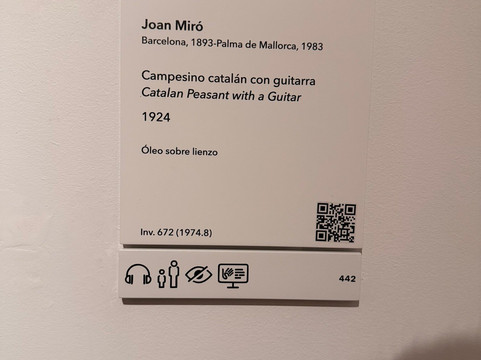 Joan Miró
Barcelona, 1893-Palma de Mallorca, 1983
Campesino catalán con guitarra
Catalan Peasant with a Guitar
1924
Óleo sobre lienzo
Inv. 672 (1974.8)
442